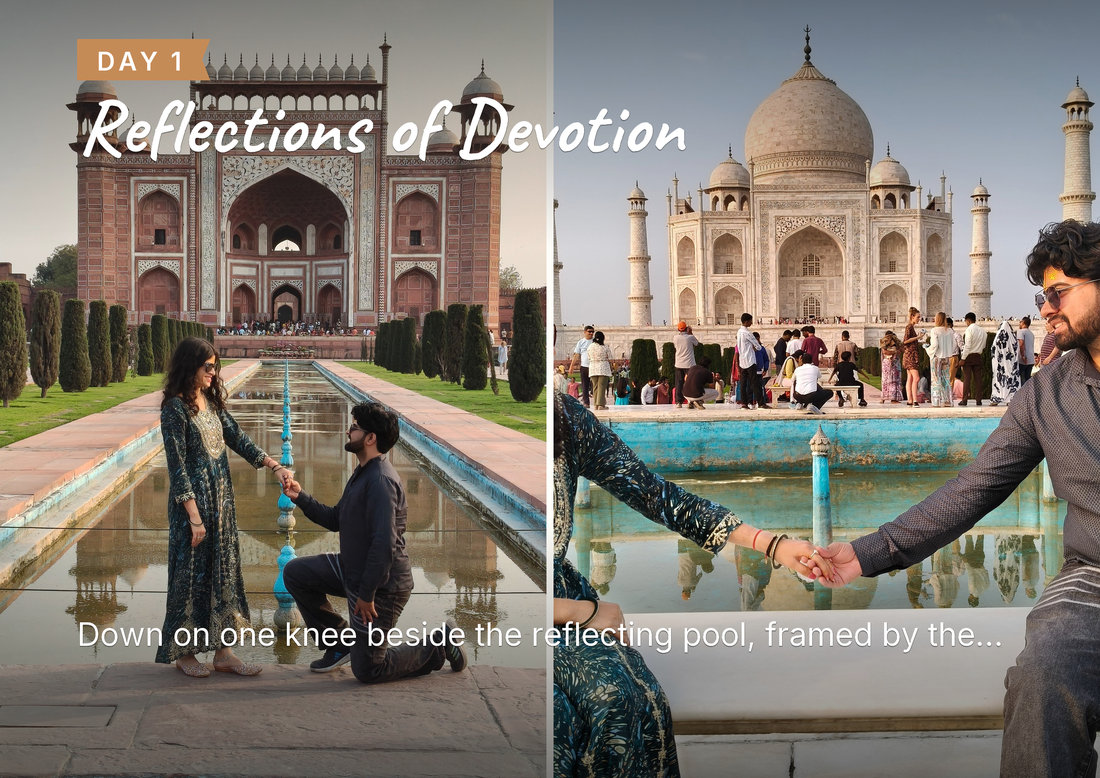 DAY 1
Reflections of Devotion
Down on one knee beside the reflecting pool, framed by the...